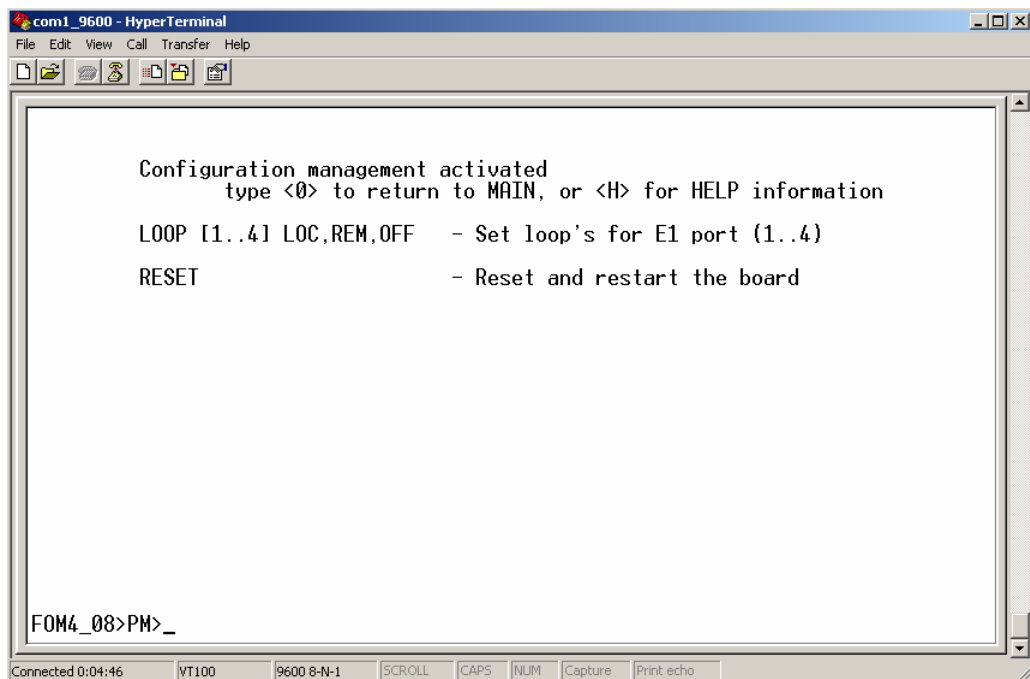 com1_9600 - HyperTerminal
File Edit View Call Transfer Help
Configuration management activated
type <0> to return to MAIN, or <H> for HELP information
LOOP [1..4] LOC,REM,OFF - Set loop's for E1 port (1..4)
RESET - Reset and restart the board
FOM4_08>PM>_
Connected 0:04:46 VT100 9600 8-N-1 SCROLL CAPS NUM Capture Print echo